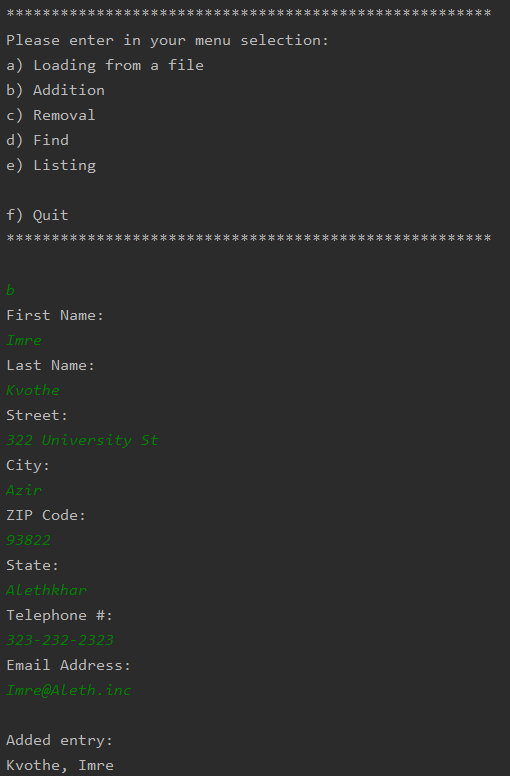 ******************************************************
Please enter in your menu selection:
a) Loading from a file
b) Addition
c) Removal
d) Find
e) Listing
f) Quit
******************************************************
b
First Name:
Imre
Last Name:
Kvothe
Street:
322 University St
City:
Azir
ZIP Code:
93822
State:
Alethkhar
Telephone #:
323-232-2323
Email Address:
Imre@Aleth.inc
Added entry:
Kvothe, Imre